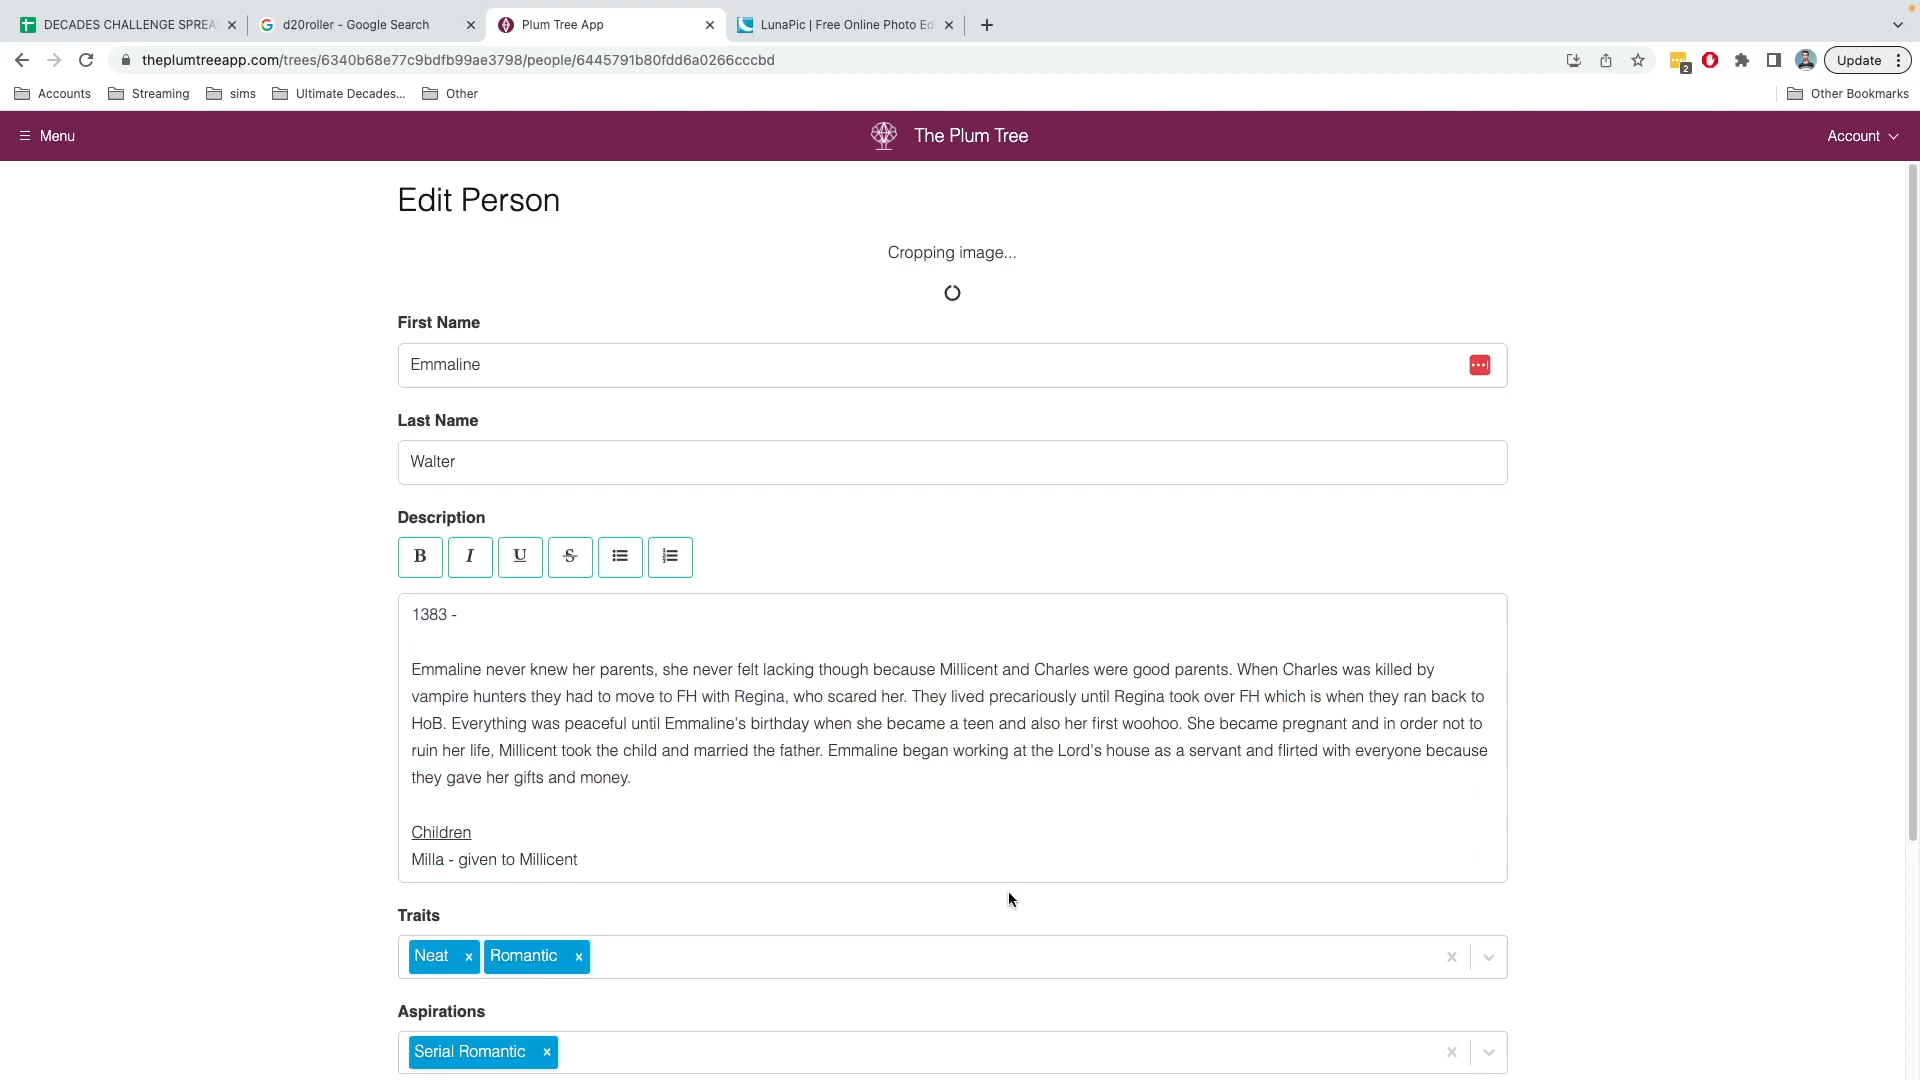 DECADES CHALLENGE SPREA
d20roller - Google Search
Plum Tree App
LunaPic | Free Online Photo Ed
theplumtreeapp.com/trees/6340b68e77c9bdfb99ae3798/people/6445791b80fdd6a0266cccbd
2
Update
Accounts
Streaming
sims
Ultimate Decades...
Other
Other Bookmarks
Menu
The Plum Tree
Account
Edit Person
Cropping image...
First Name
Emmaline
Last Name
Walter
Description
B I U S
1383 -
Emmaline never knew her parents, she never felt lacking though because Millicent and Charles were good parents. When Charles was killed by
vampire hunters they had to move to FH with Regina, who scared her. They lived precariously until Regina took over FH which is when they ran back to
HoB. Everything was peaceful until Emmaline's birthday when she became a teen and also her first woohoo. She became pregnant and in order not to
ruin her life, Millicent took the child and married the father. Emmaline began working at the Lord's house as a servant and flirted with everyone because
they gave her gifts and money.
Children
Milla - given to Millicent
Traits
Neat × Romantic ×
Aspirations
Serial Romantic ×